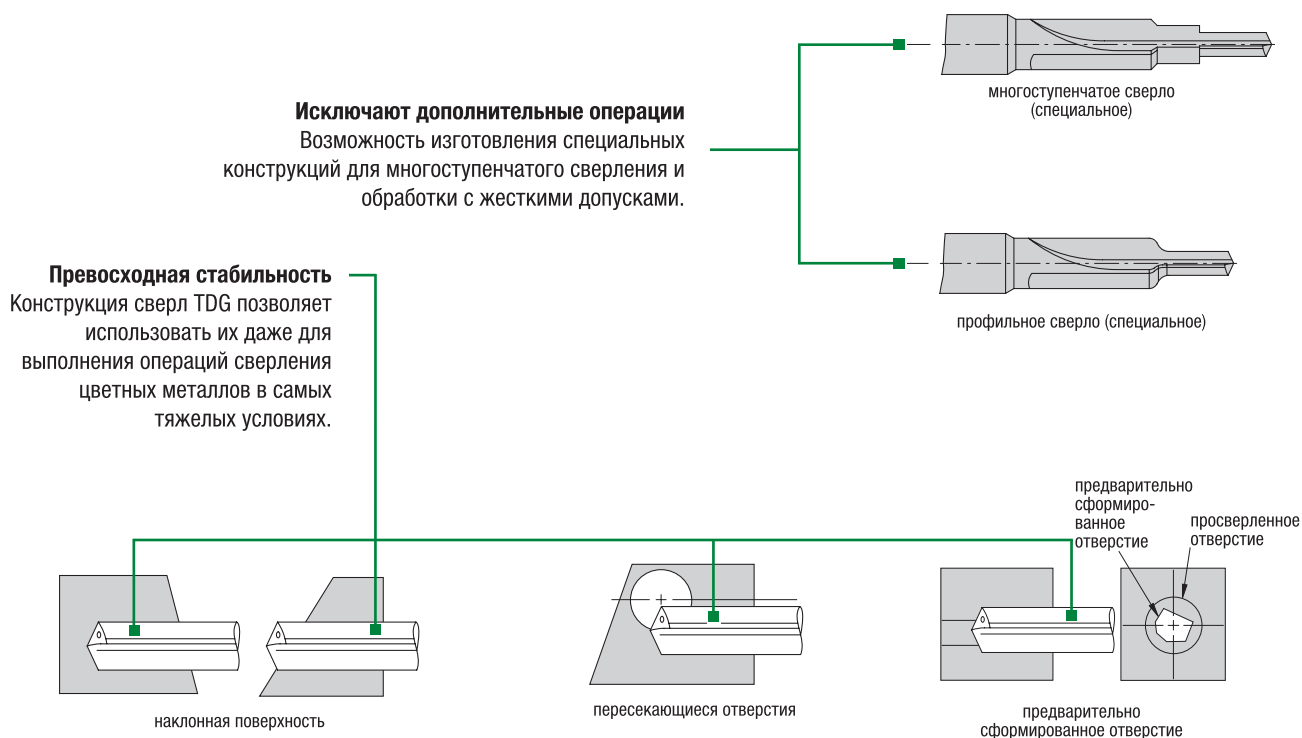 многоступенчатое сверло
(специальное)
Исключают дополнительные операции
Возможность изготовления специальных
конструкций для многоступенчатого сверления и
обработки с жесткими допусками.
профильное сверло (специальное)
Превосходная стабильность
Конструкция сверл TDG позволяет
использовать их даже для
выполнения операций сверления
цветных металлов в самых
тяжелых условиях.
предварительно
сформиро-
ванное
отверстие
просверленное
отверстие
наклонная поверхность
пересекающиеся отверстия
предварительно
сформированное отверстие